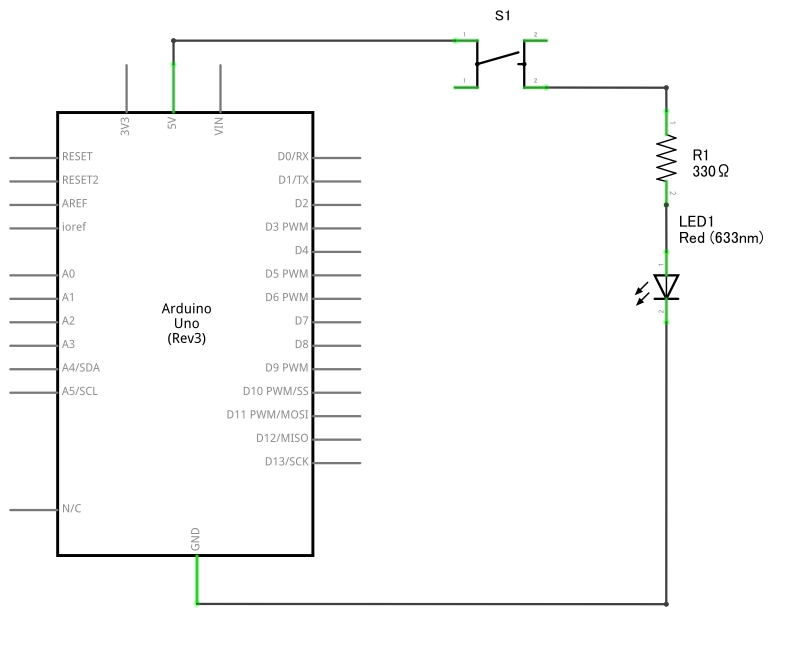 S1
1
2
1
2
3V3
5V
VIN
1
RESET
D0/RX
R1
330Ω
RESET2
D1/TX
2
AREF
D2
ioref
D3 PWM
LED1
Red (633nm)
D4
1
A0
D5 PWM
A1
D6 PWM
Arduino
Uno
(Rev3)
2
A2
D7
A3
D8
A4/SDA
D9 PWM
A5/SCL
D10 PWM/SS
D11 PWM/MOSI
D12/MISO
D13/SCK
N/C
GND